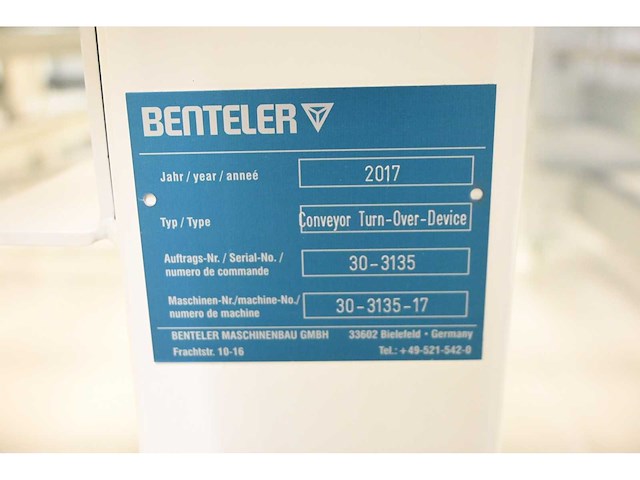 BENTELER
Jahr / year / anneé 2017
Typ / Type Conveyor Turn-Over-Device
Auftrags-Nr. / Serial-No. / numero de commande 30-3135
Maschinen-Nr./machine-No./ numero de machine 30-3135-17
BENTELER MASCHINENBAU GMBH 33602 Bielefeld • Germany
Frachtstr. 10-16 Tel.: +49-521-542-0